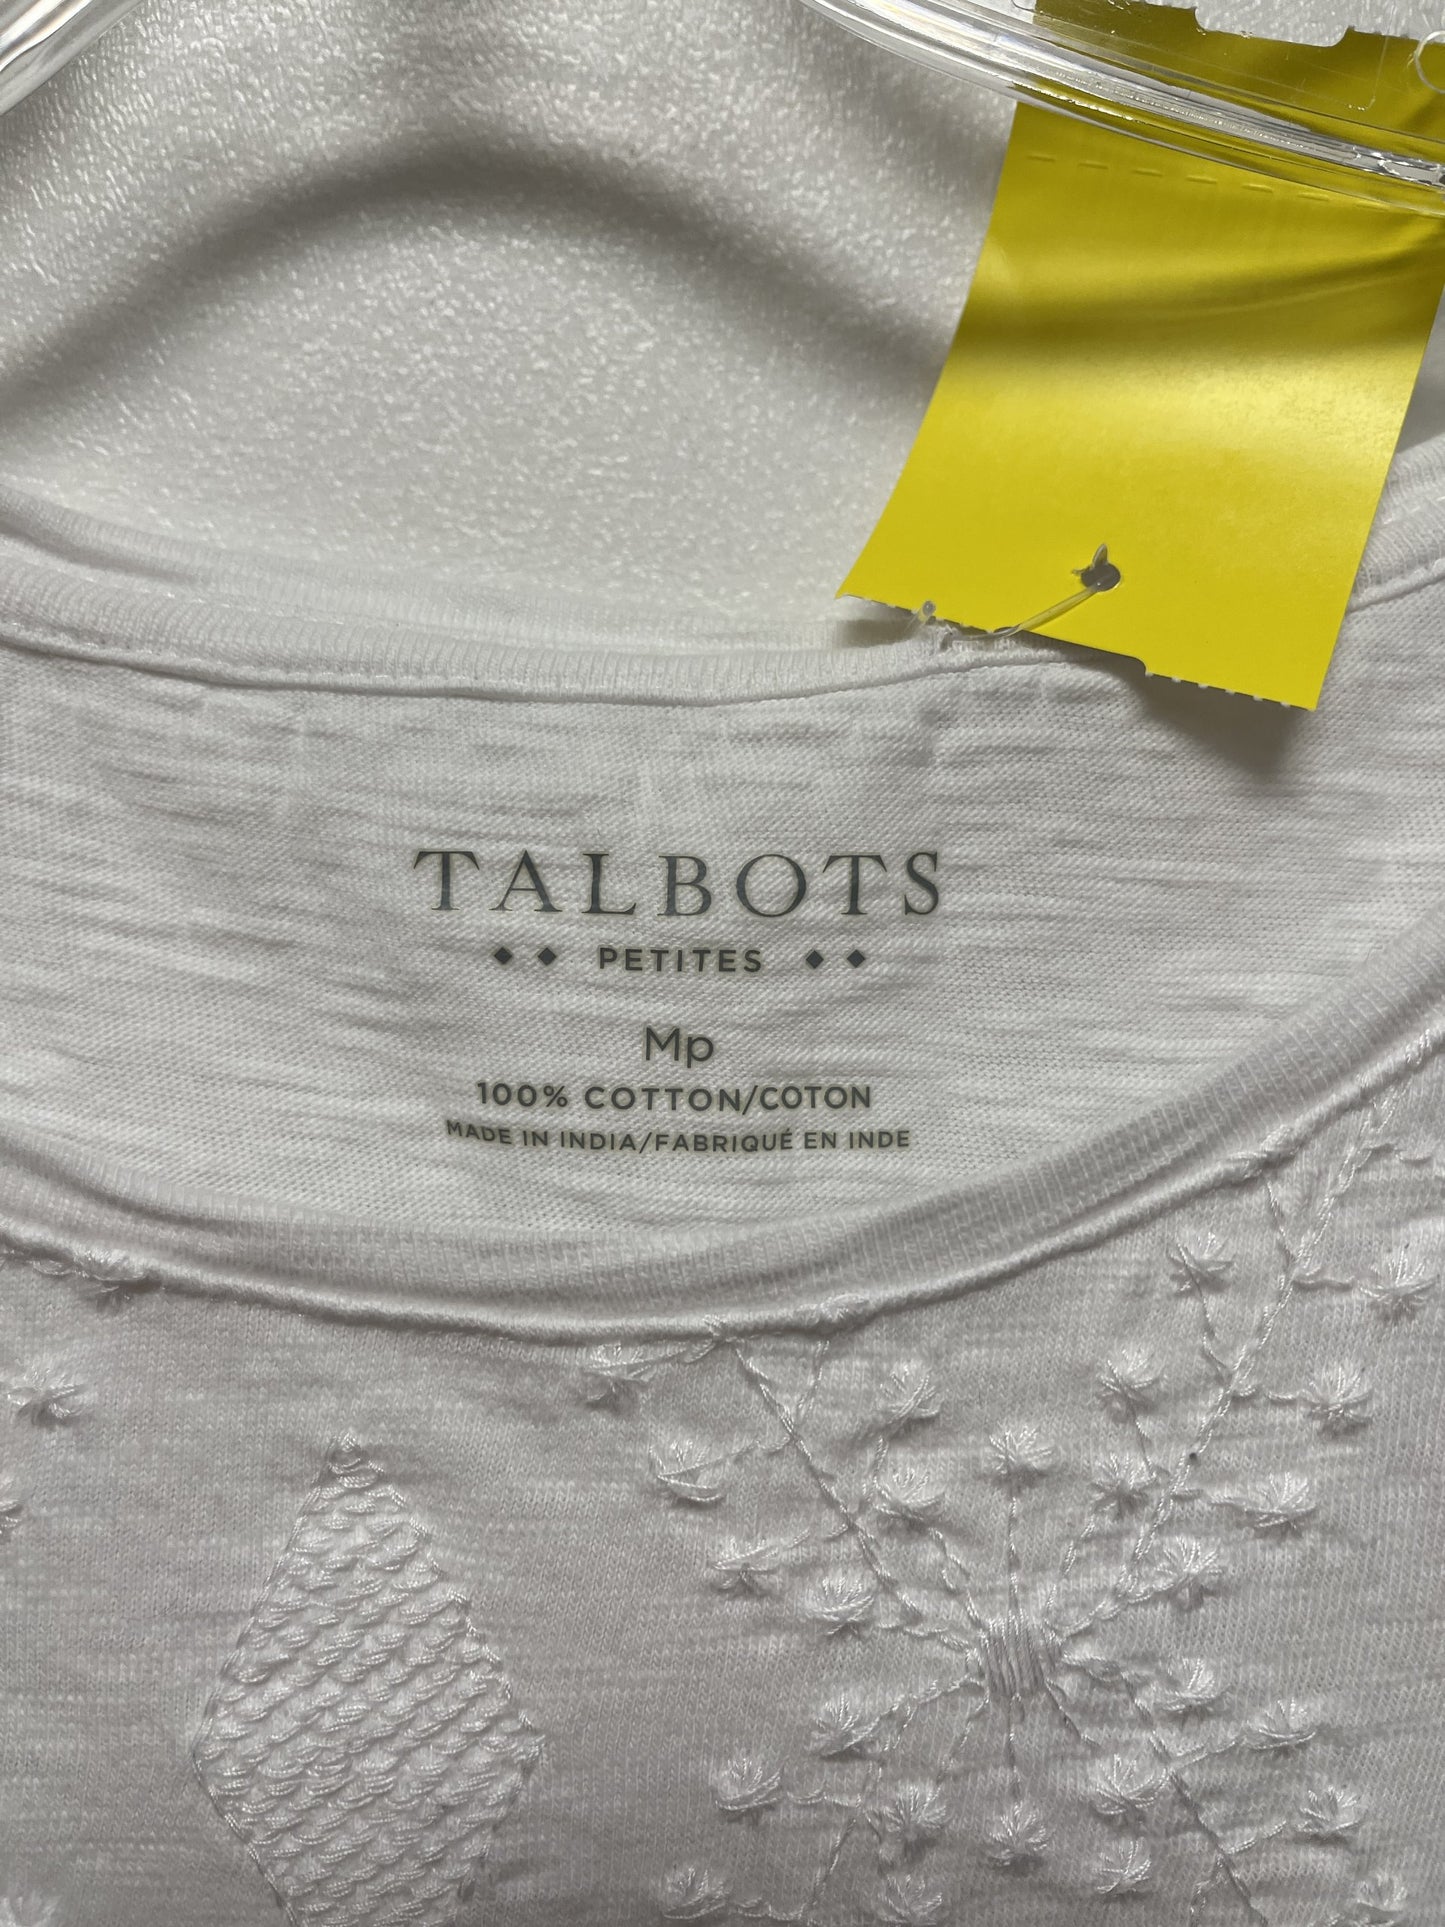 TALBOTS
PETITES
Mp
100% COTTON/COTON
MADE IN INDIA/FABRIQUÉ EN INDE